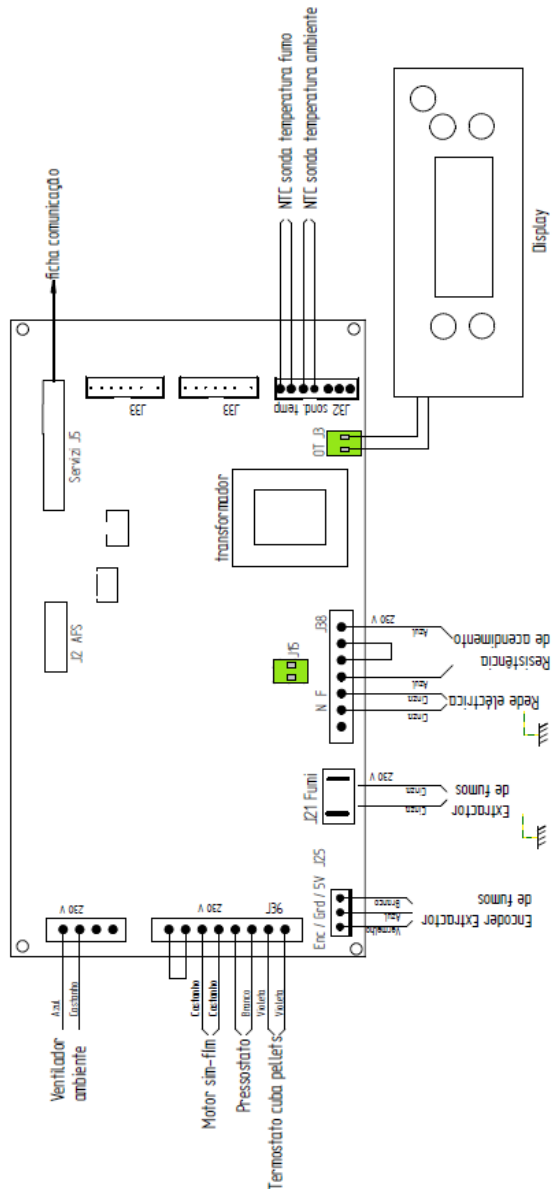 ficha comunicação
NTC sonda temperatura fumo
NTC sonda temperatura ambiente
Display
Servizi J5
J33
J33
J32 sond. temp
OT J3
J2 APS
transformador
J15
J38
N F
230 V
Azul
Azul
Cinza
Cinza
Resistência
de acendimento
Rede eléctrica
J21 Fumi
230 V
Cinza
Cinza
Extractor
de fumos
J25
Enc / Grd / 5V
Branco
Azul
Vermelho
Encoder Extractor
de fumos
230 V
Azul
Castanho
Ventilador
ambiente
230 V
J36
Castanho
Castanho
Branco
Violeta
Violeta
Motor sim-fim
Pressostato
Termostato cuba pellets